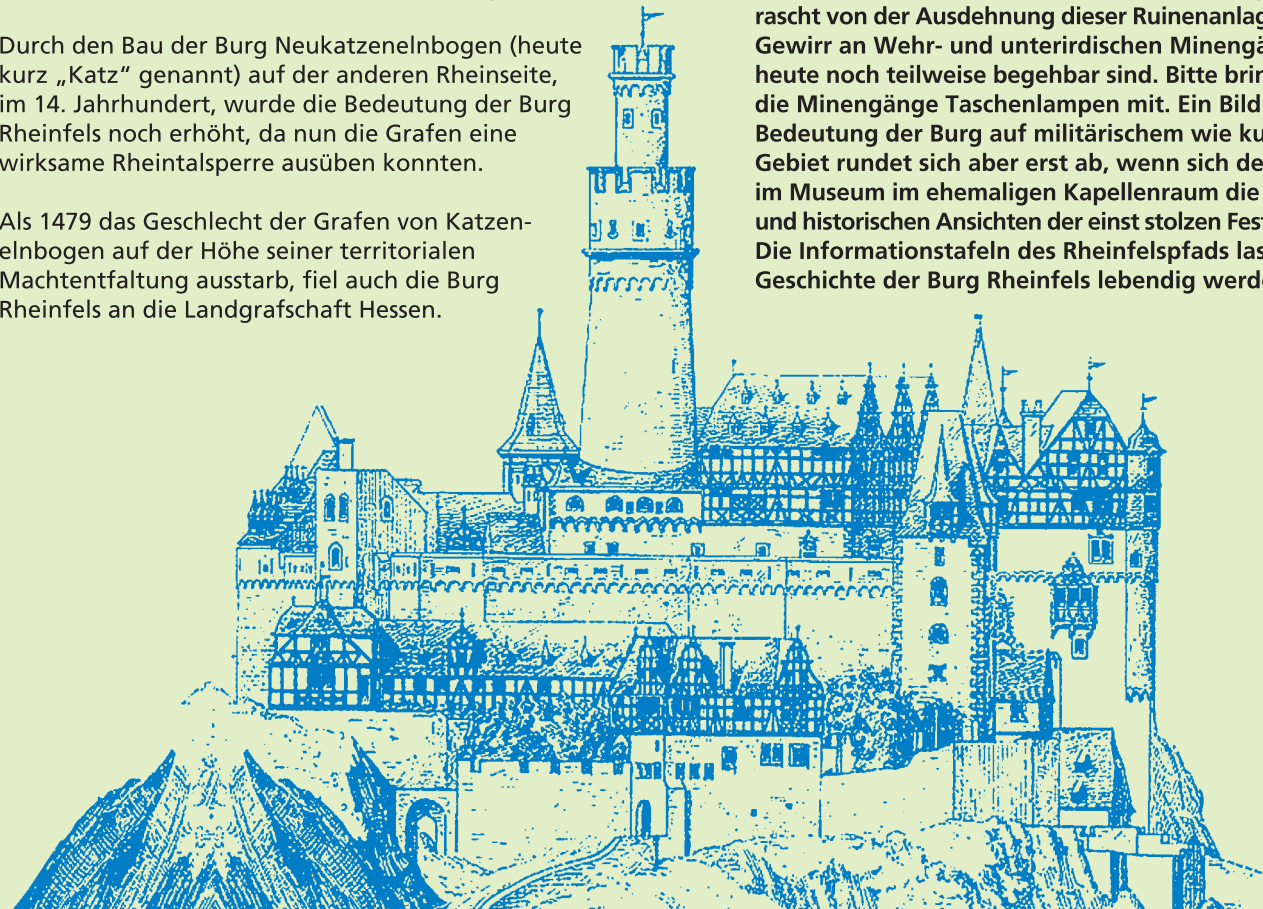 Durch den Bau der Burg Neukatzenelnbogen (heute
kurz „Katz“ genannt) auf der anderen Rheinseite,
im 14. Jahrhundert, wurde die Bedeutung der Burg
Rheinfels noch erhöht, da nun die Grafen eine
wirksame Rheintalsperre ausüben konnten.
Als 1479 das Geschlecht der Grafen von Katzen-
elnbogen auf der Höhe seiner territorialen
Machtentfaltung ausstarb, fiel auch die Burg
Rheinfels an die Landgrafschaft Hessen.
rascht von der Ausdehnung dieser Ruinenanlag
Gewirr an Wehr- und unterirdischen Minengä
heute noch teilweise begehbar sind. Bitte brin
die Minengänge Taschenlampen mit. Ein Bild
Bedeutung der Burg auf militärischem wie ku
Gebiet rundet sich aber erst ab, wenn sich de
im Museum im ehemaligen Kapellenraum die
und historischen Ansichten der einst stolzen Fest
Die Informationstafeln des Rheinfelspfads las
Geschichte der Burg Rheinfels lebendig werde